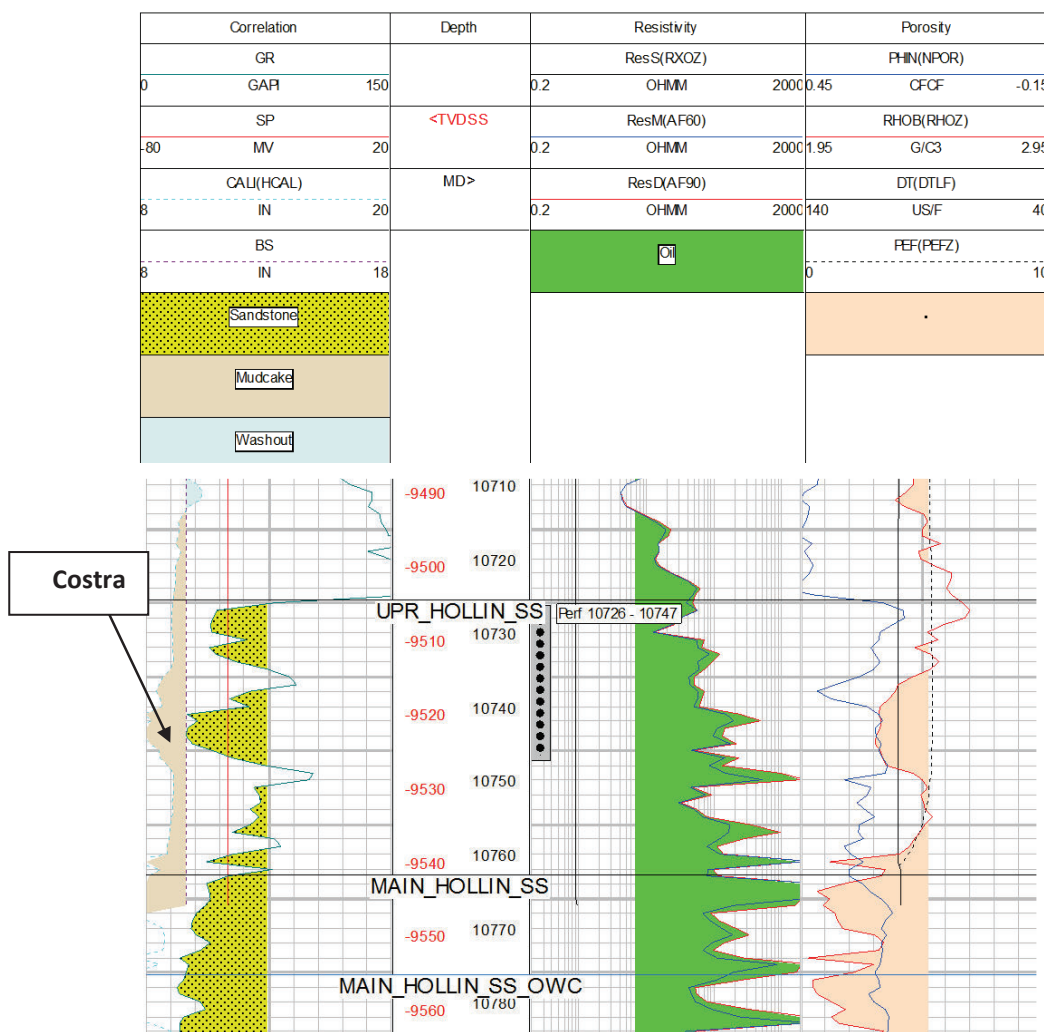 Correlation Depth Resistivity Porosity
GR ResS(RXOZ) PHIN(NPOR)
0 GAPI 150 0.2 OHMM 2000 0.45 CFCF -0.15
SP <TVDSS ResM(AF60) RHOB(RHOZ)
-80 MV 20 0.2 OHMM 2000 1.95 G/C3 2.95
CALI(HCAL) MD> ResD(AF90) DT(DTLF)
8 IN 20 0.2 OHMM 2000 140 US/F 40
BS Oil PEF(PEFZ)
8 IN 18 0 10
Sandstone
Mudcake
Washout
-9490 10710
Costra
-9500 10720
UPR_HOLLIN_SS Perf 10726 - 10747
-9510 10730
-9520 10740
-9530 10750
-9540 10760
MAIN_HOLLIN_SS
-9550 10770
MAIN_HOLLIN_SS_OWC
-9560 10780